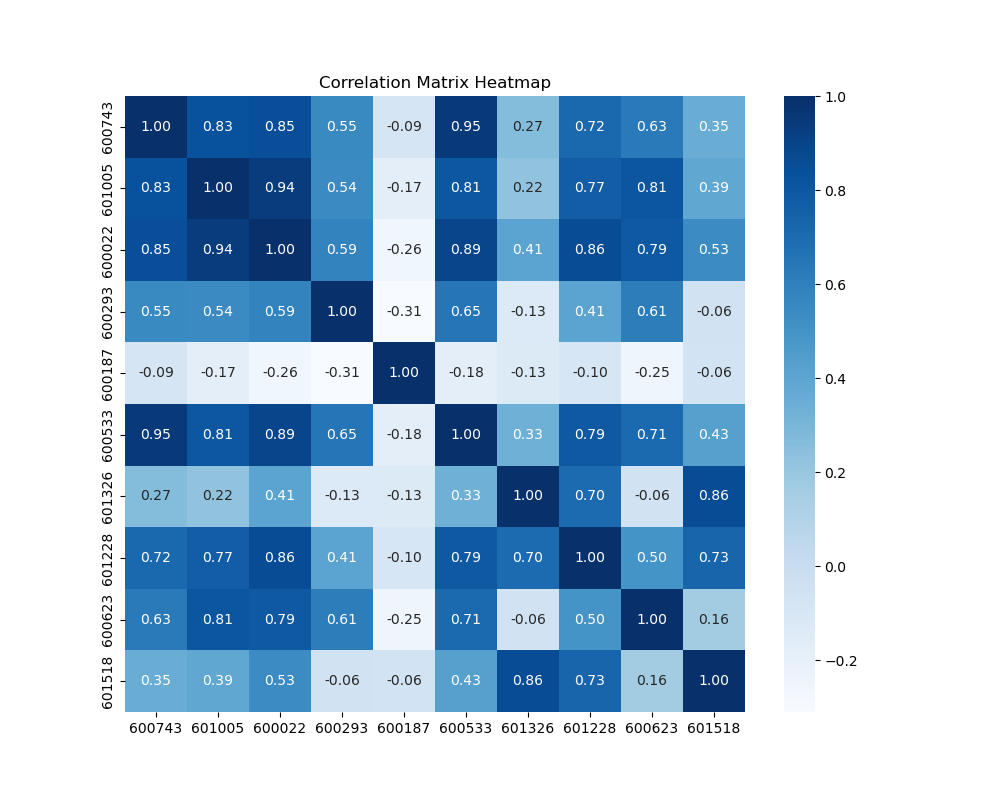 Correlation Matrix Heatmap
600743 1.00 0.83 0.85 0.55 -0.09 0.95 0.27 0.72 0.63 0.35
601005 0.83 1.00 0.94 0.54 -0.17 0.81 0.22 0.77 0.81 0.39
600022 0.85 0.94 1.00 0.59 -0.26 0.89 0.41 0.86 0.79 0.53
600293 0.55 0.54 0.59 1.00 -0.31 0.65 -0.13 0.41 0.61 -0.06
600187 -0.09 -0.17 -0.26 -0.31 1.00 -0.18 -0.13 -0.10 -0.25 -0.06
600533 0.95 0.81 0.89 0.65 -0.18 1.00 0.33 0.79 0.71 0.43
601326 0.27 0.22 0.41 -0.13 -0.13 0.33 1.00 0.70 -0.06 0.86
601228 0.72 0.77 0.86 0.41 -0.10 0.79 0.70 1.00 0.50 0.73
600623 0.63 0.81 0.79 0.61 -0.25 0.71 -0.06 0.50 1.00 0.16
601518 0.35 0.39 0.53 -0.06 -0.06 0.43 0.86 0.73 0.16 1.00
600743 601005 600022 600293 600187 600533 601326 601228 600623 601518
1.0
0.8
0.6
0.4
0.2
0.0
−0.2